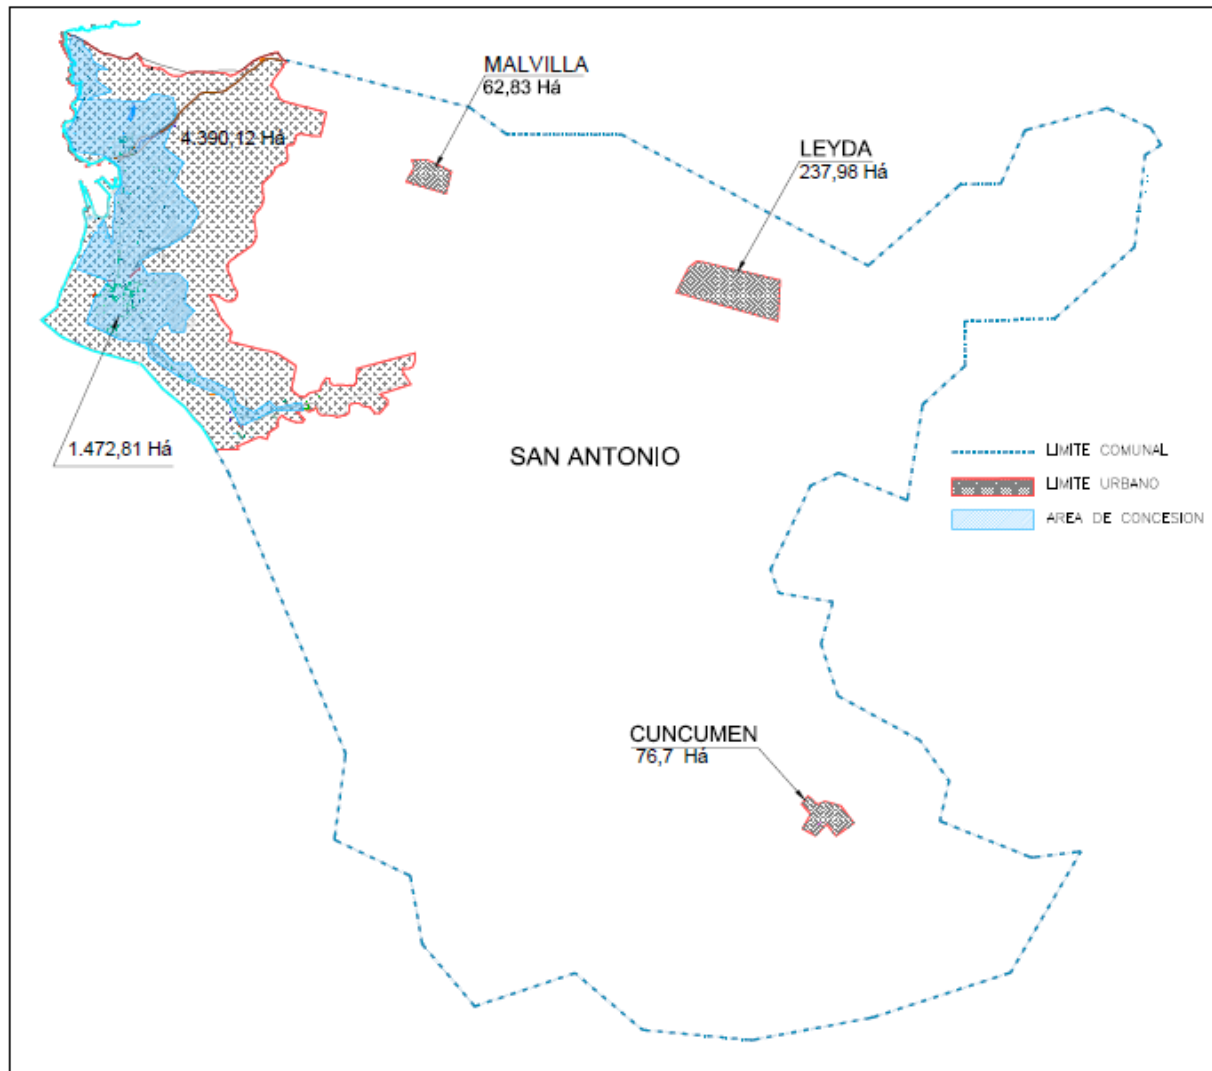 MALVILLA
62,83 Há
4.390,12 Há
LEYDA
237,98 Há
1.472,81 Há
SAN ANTONIO
LIMITE COMUNAL
LIMITE URBANO
AREA DE CONCESION
CUNCUMEN
76,7 Há